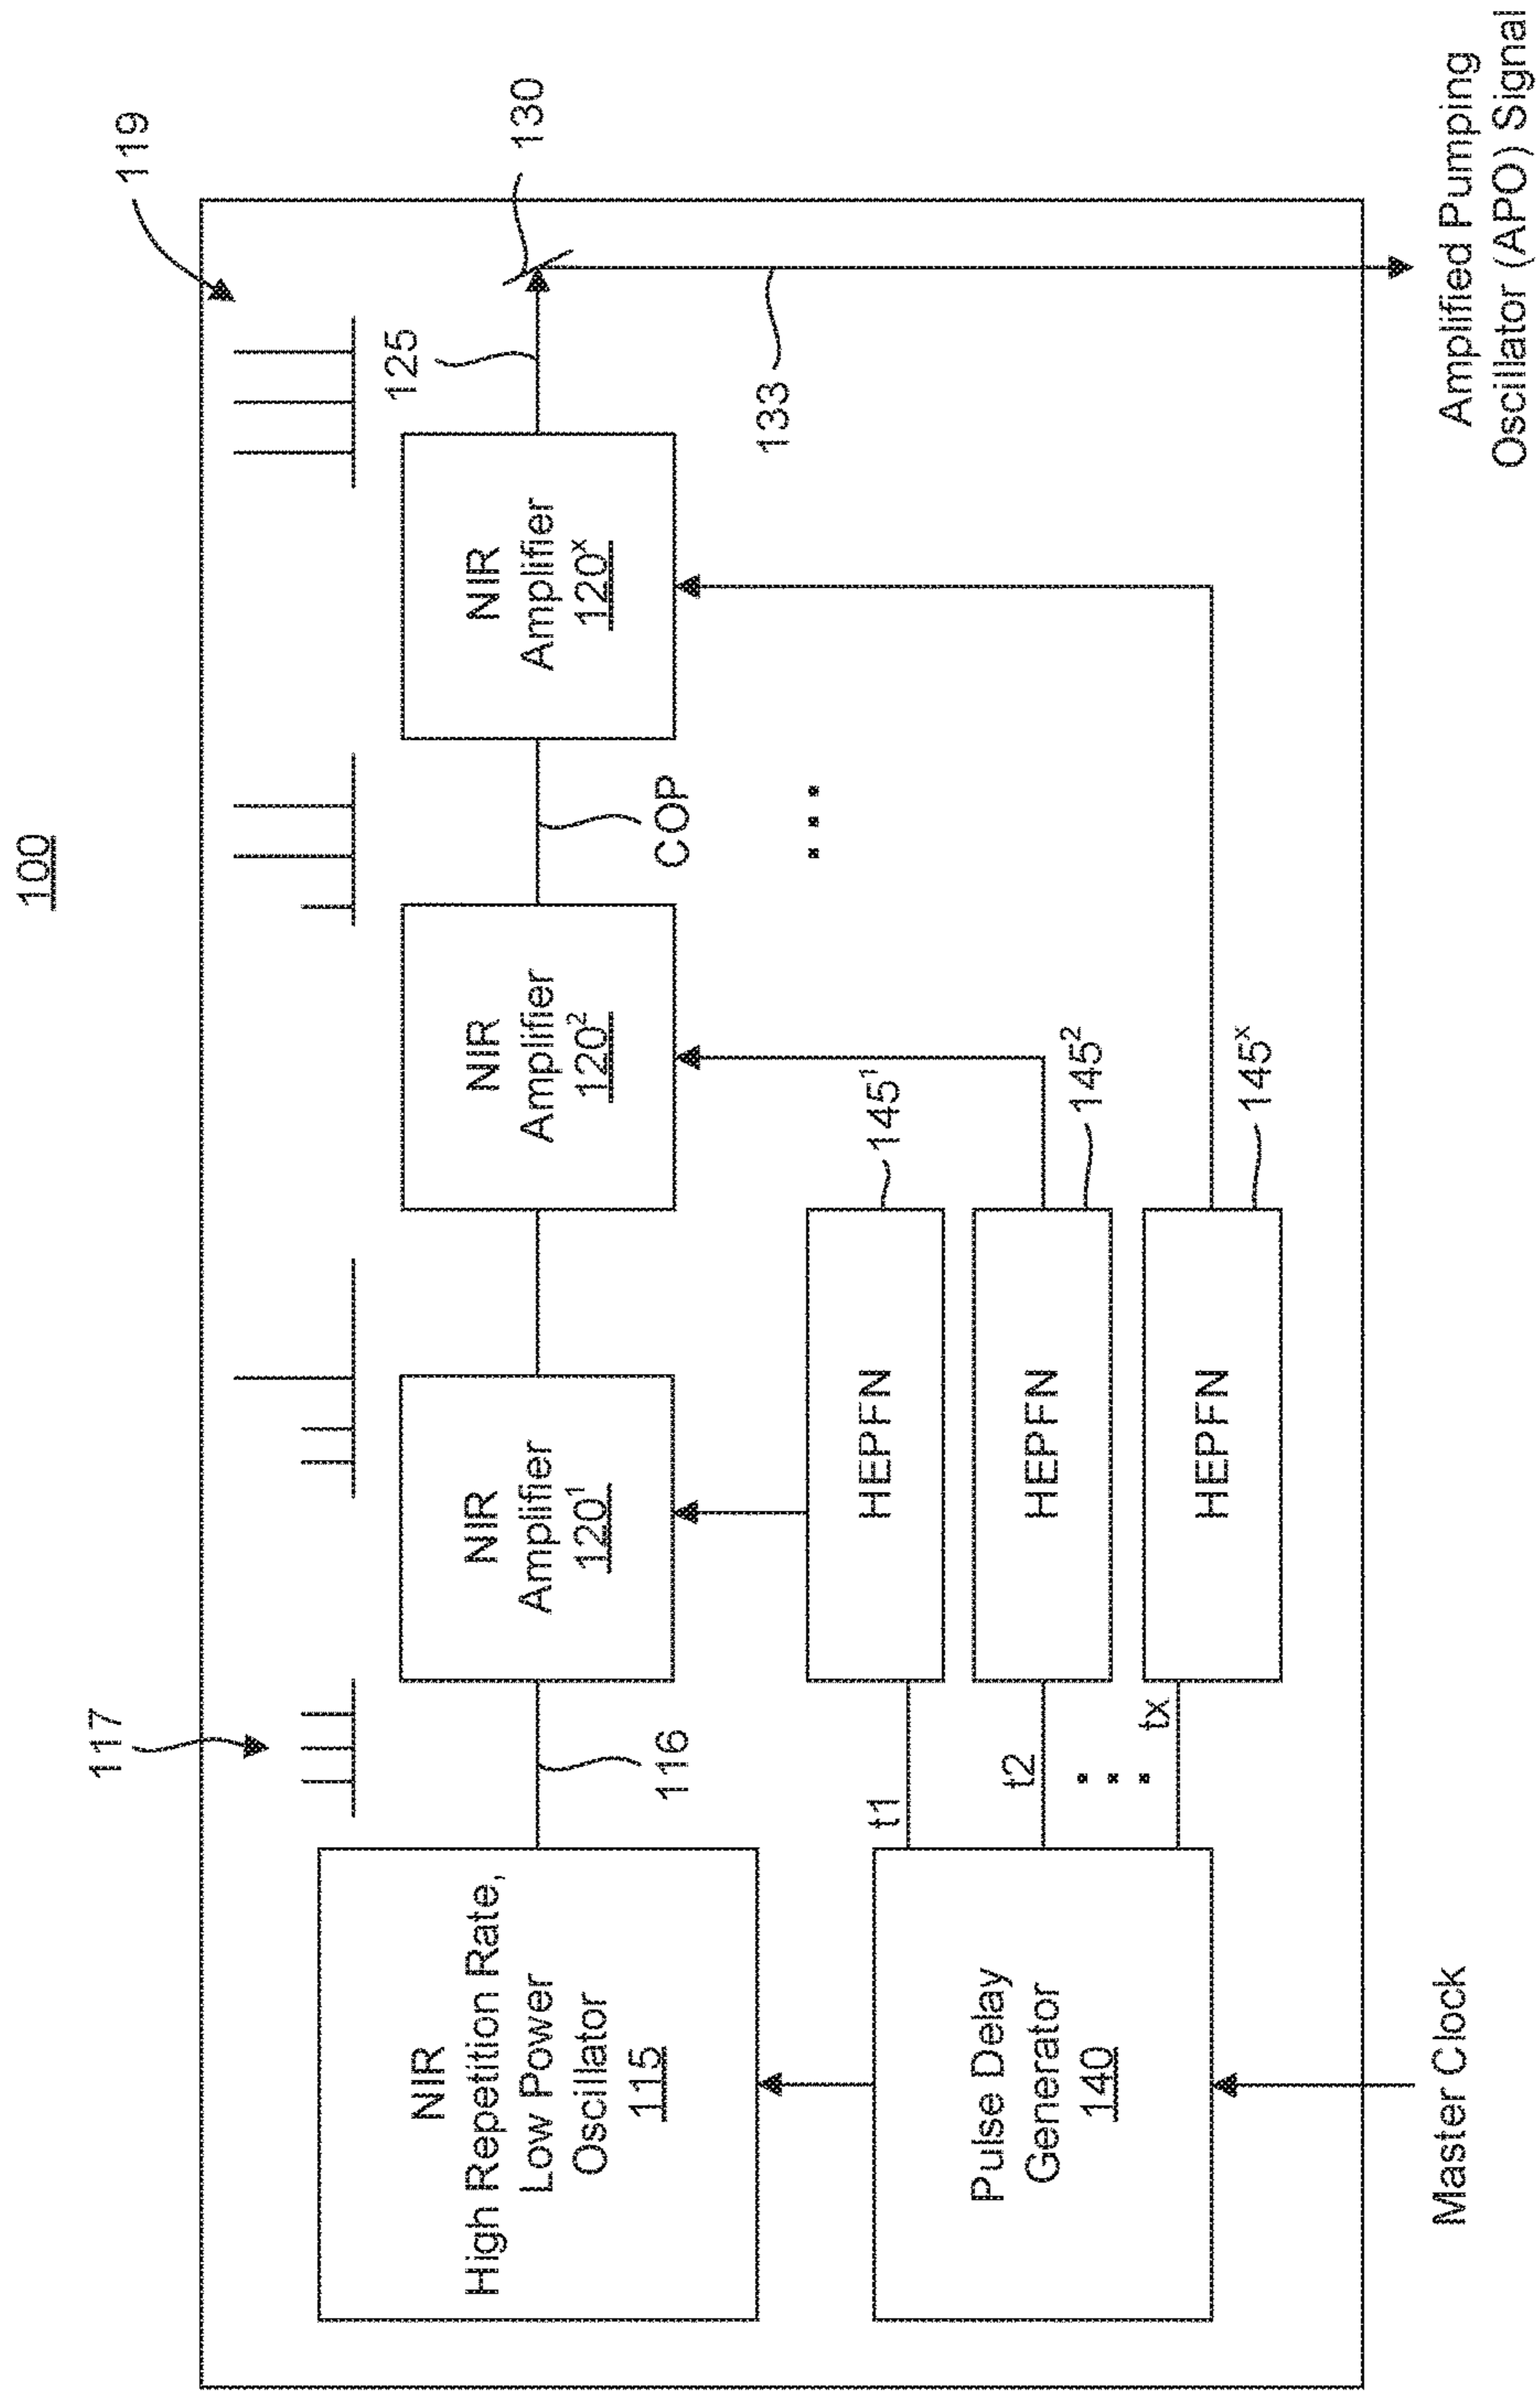 100
117
119
NIR
High Repetition Rate,
Low Power
Oscillator
115
116
NIR
Amplifier
120¹
NIR
Amplifier
120²
COP
NIR
Amplifier
120ˣ
125
130
133
Pulse Delay
Generator
140
t1
t2
tx
HEPFN
145¹
HEPFN
145²
HEPFN
145ˣ
Master Clock
Amplified Pumping
Oscillator (APO) Signal